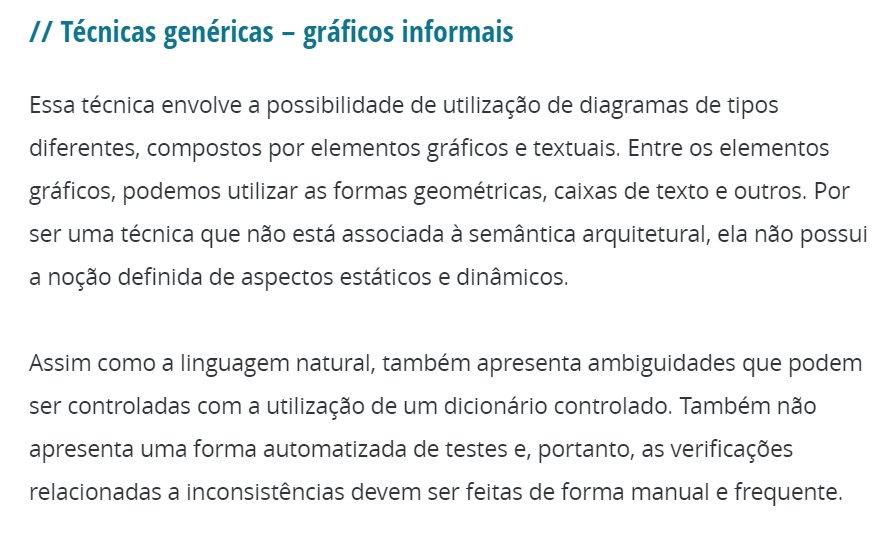 // Técnicas genéricas – gráficos informais
Essa técnica envolve a possibilidade de utilização de diagramas de tipos
diferentes, compostos por elementos gráficos e textuais. Entre os elementos
gráficos, podemos utilizar as formas geométricas, caixas de texto e outros. Por
ser uma técnica que não está associada à semântica arquitetural, ela não possui
a noção definida de aspectos estáticos e dinâmicos.
Assim como a linguagem natural, também apresenta ambiguidades que podem
ser controladas com a utilização de um dicionário controlado. Também não
apresenta uma forma automatizada de testes e, portanto, as verificações
relacionadas a inconsistências devem ser feitas de forma manual e frequente.